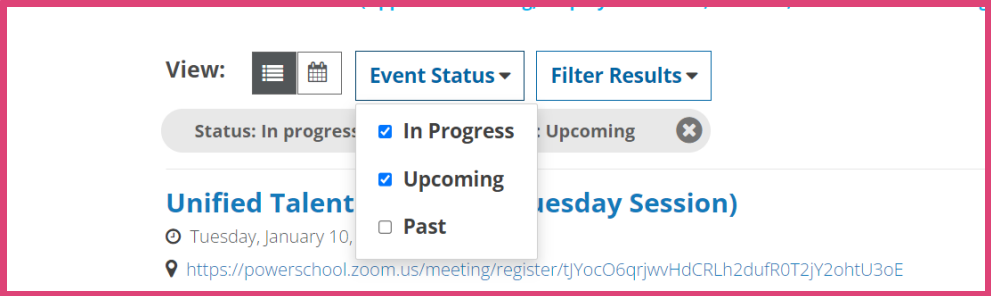 View:
Event Status
Filter Results
Status: In progress
: Upcoming
In Progress
Upcoming
Past
Unified Talent
uesday Session)
Tuesday, January 10,
https://powerschool.zoom.us/meeting/register/tJYocO6qrjwvHdCRLh2dufR0T2jY2ohtU3oE